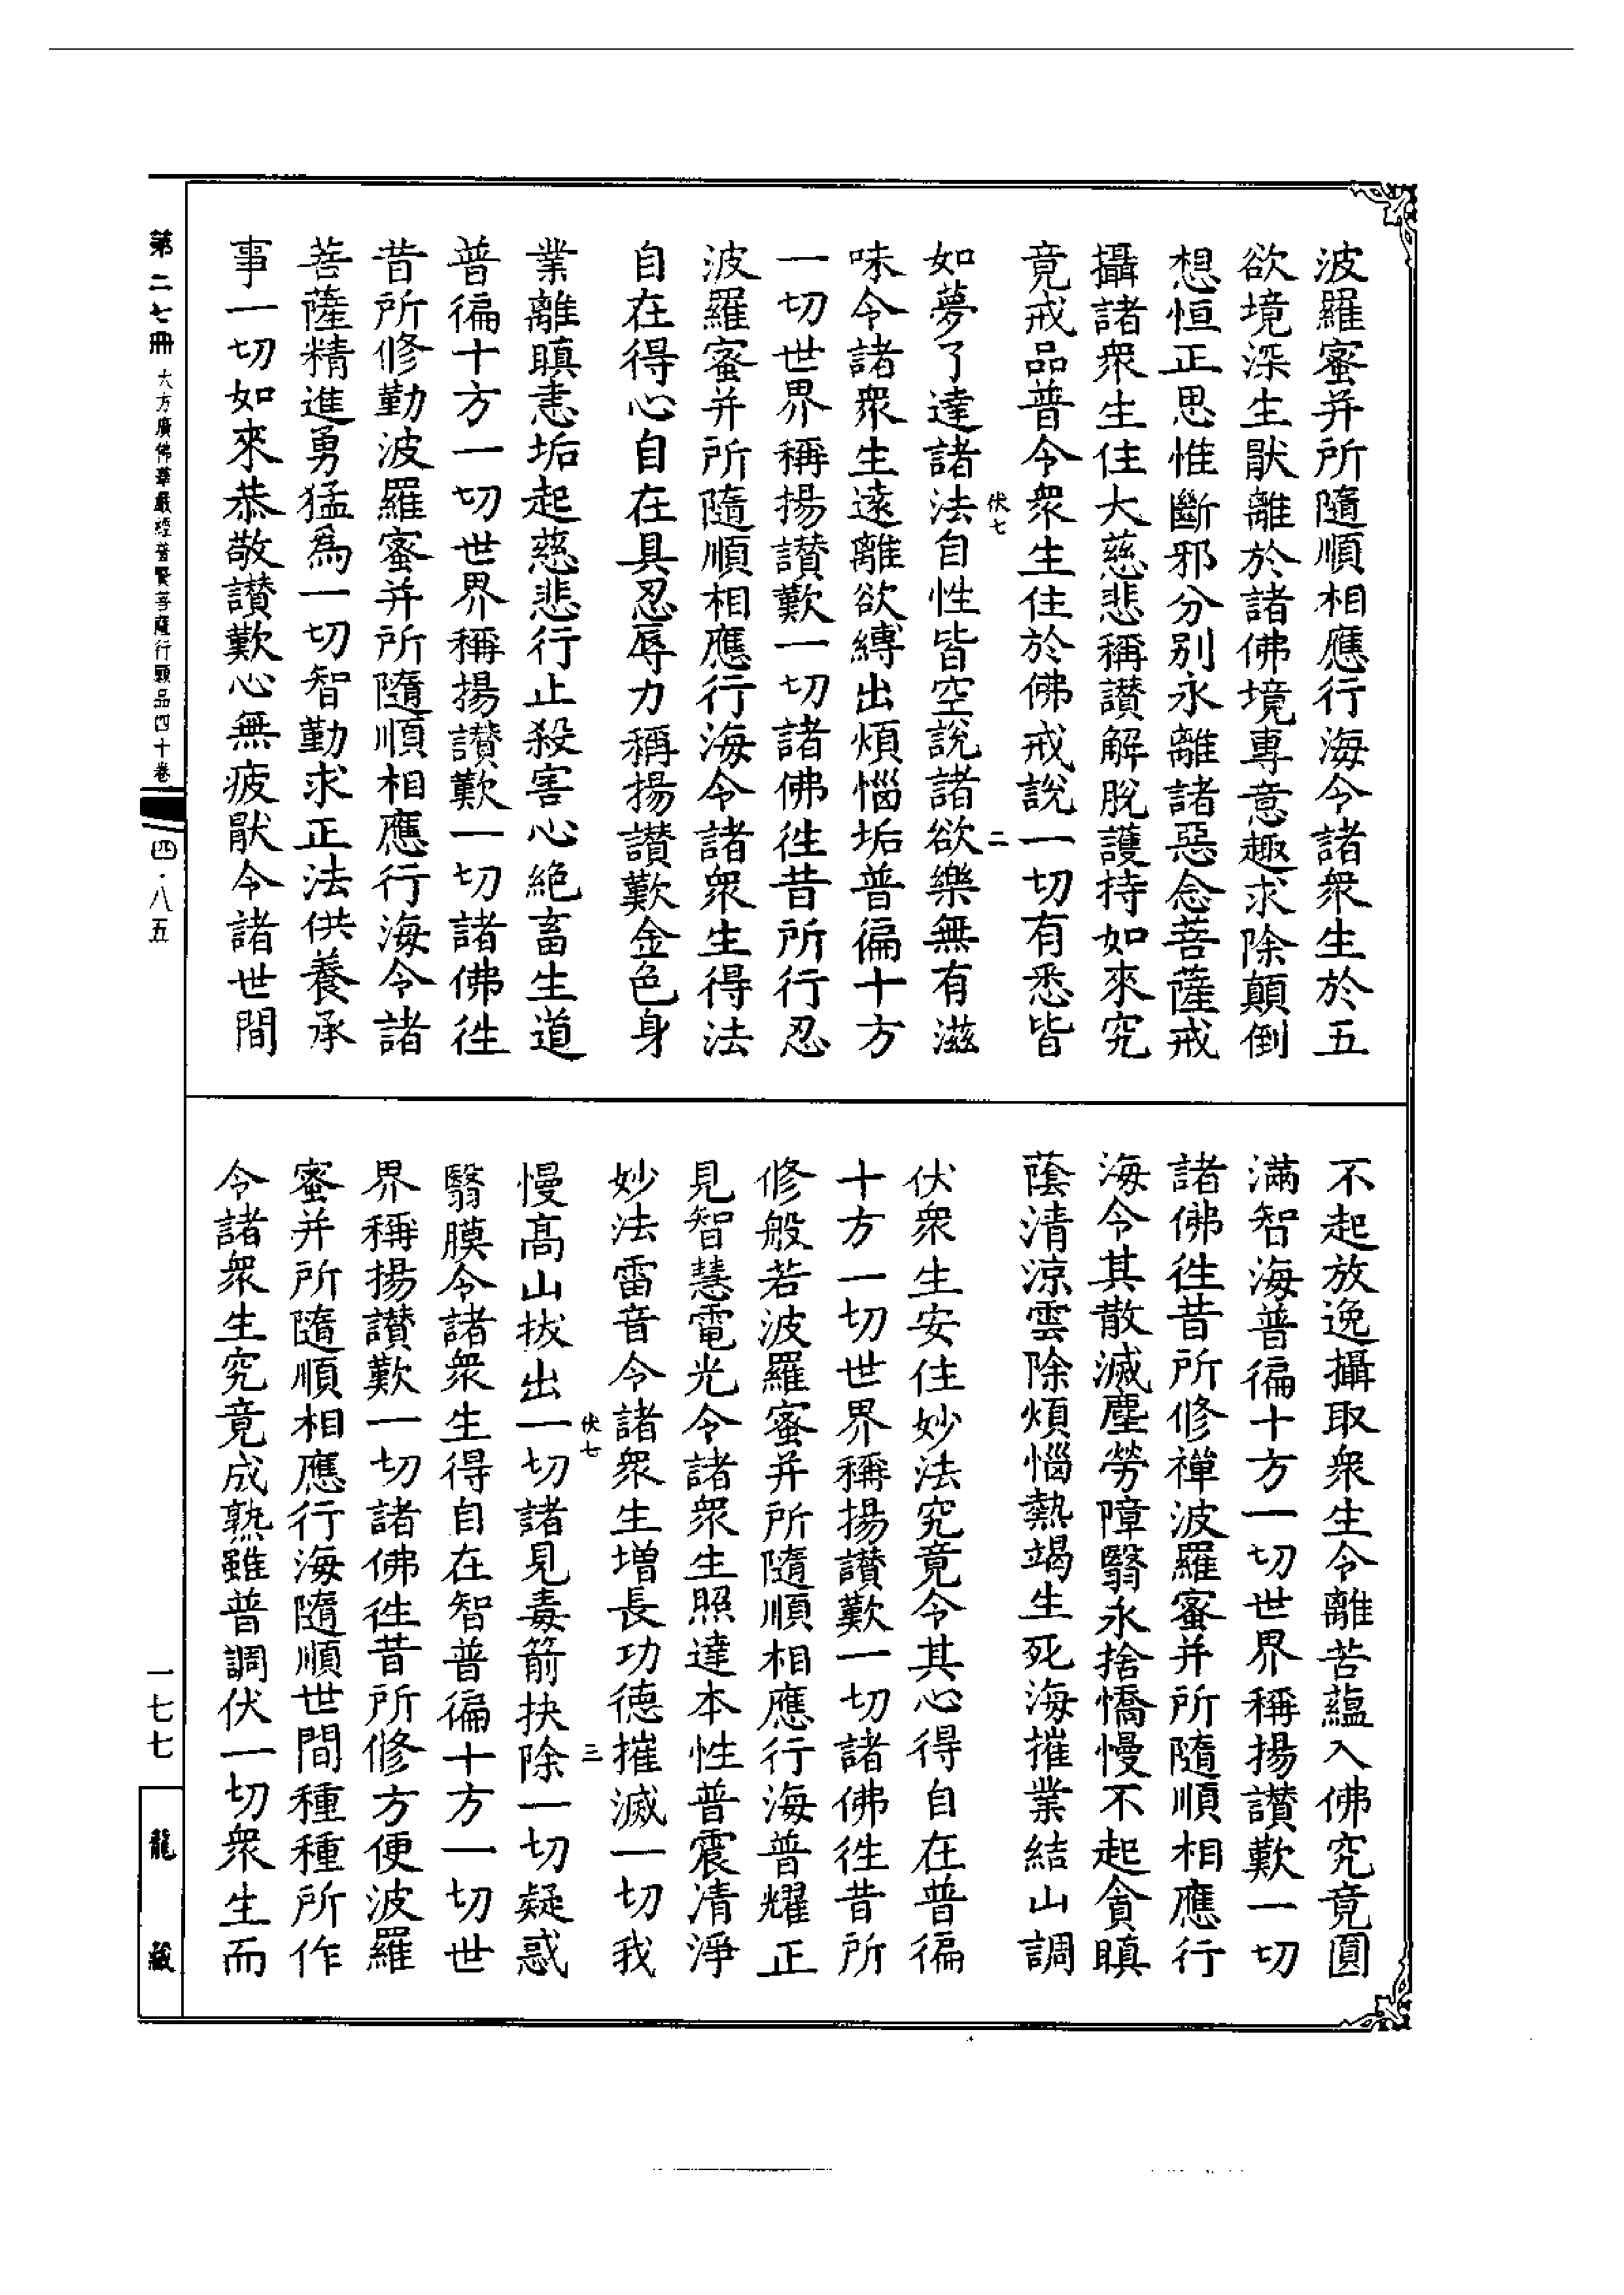 波羅蜜并所隨順相應行海令諸衆生於五
欲境深生厭離於諸佛境專意趣求除顛倒
想恒正思惟斷邪分别永離諸惡念菩薩戒
攝諸衆生住大慈悲稱讃解脫護持如來究
竟戒品普令衆生住於佛戒說一切有悉皆
伏七
二
如夢了達諸法自性皆空說諸欲樂無有滋
味令諸衆生遠離欲縛出煩惱垢普徧十方
一切世界稱揚讃歎一切諸佛徃昔所行忍
波羅蜜并所隨順相應行海令諸衆生得法
自在得心自在具忍辱力稱揚讃歎金色身
業離瞋恚垢起慈悲行止殺害心絶畜生道
普徧十方一切世界稱揚讃歎一切諸佛徃
昔所修勤波羅蜜并所隨順相應行海令諸
菩薩精進勇猛爲一切智勤求正法供養承
事一切如來恭敬讃歎心無疲厭令諸世間
不起放逸攝取衆生令離苦蘊入佛究竟圓
滿智海普徧十方一切世界稱揚讃歎一切
諸佛徃昔所修禪波羅蜜并所隨順相應行
海令其散滅塵勞障翳永捨憍慢不起貪瞋
蔭清凉雲除煩惱熱竭生死海摧業結山調
伏衆生安住妙法究竟令其心得自在普徧
十方一切世界稱揚讃歎一切諸佛徃昔所
修般若波羅蜜并所隨順相應行海普耀正
見智慧電光令諸衆生照達本性普震清淨
妙法雷音令諸衆生增長功德摧滅一切我
伏七
三
慢高山拔出一切諸見毒箭抉除一切疑惑
翳膜令諸衆生得自在智普徧十方一切世
界稱揚讃歎一切諸佛徃昔所修方便波羅
蜜并所隨順相應行海隨順世間種種所作
令諸衆生究竟成熟雖普調伏一切衆生而
第二七冊 大方廣佛華嚴經普賢菩薩行願品四十卷
四·八五
一七七
龍藏